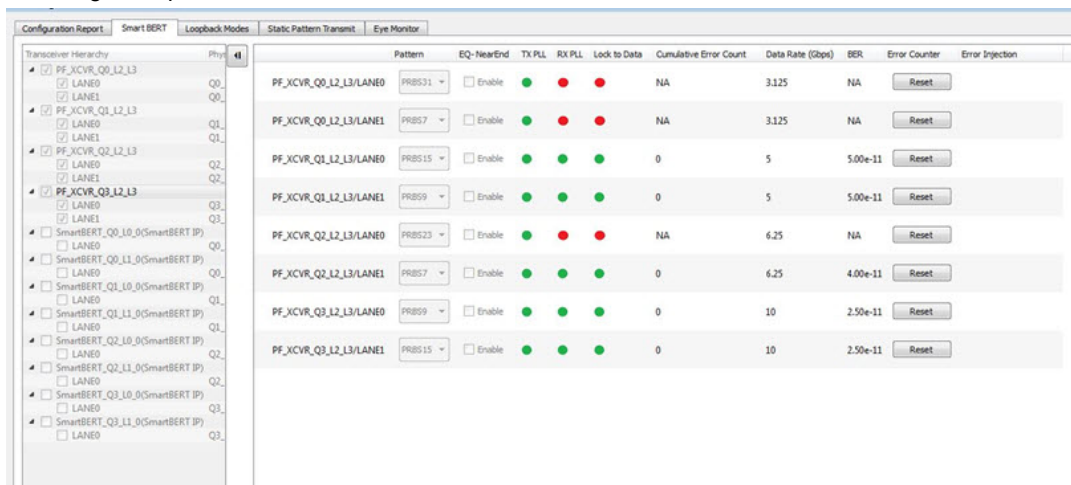 Configuration Report Smart BERT Loopback Modes Static Pattern Transmit Eye Monitor
Transceiver Hierarchy Phys
PF_XCVR_Q0_L2_L3
LANE0 Q0_
LANE1 Q0_
PF_XCVR_Q1_L2_L3
LANE0 Q1_
LANE1 Q1_
PF_XCVR_Q2_L2_L3
LANE0 Q2_
LANE1 Q2_
PF_XCVR_Q3_L2_L3
LANE0 Q3_
LANE1 Q3_
SmartBERT_Q0_L0_0(SmartBERT IP)
LANE0 Q0_
SmartBERT_Q0_L1_0(SmartBERT IP)
LANE0 Q0_
SmartBERT_Q1_L0_0(SmartBERT IP)
LANE0 Q1_
SmartBERT_Q1_L1_0(SmartBERT IP)
LANE0 Q1_
SmartBERT_Q2_L0_0(SmartBERT IP)
LANE0 Q2_
SmartBERT_Q2_L1_0(SmartBERT IP)
LANE0 Q2_
SmartBERT_Q3_L0_0(SmartBERT IP)
LANE0 Q3_
SmartBERT_Q3_L1_0(SmartBERT IP)
LANE0 Q3_
Pattern EQ- NearEnd TX PLL RX PLL Lock to Data Cumulative Error Count Data Rate (Gbps) BER Error Counter Error Injection
PF_XCVR_Q0_L2_L3/LANE0 PRBS31 Enable NA 3.125 NA Reset
PF_XCVR_Q0_L2_L3/LANE1 PRBS7 Enable NA 3.125 NA Reset
PF_XCVR_Q1_L2_L3/LANE0 PRBS15 Enable 0 5 5.00e-11 Reset
PF_XCVR_Q1_L2_L3/LANE1 PRBS9 Enable 0 5 5.00e-11 Reset
PF_XCVR_Q2_L2_L3/LANE0 PRBS23 Enable NA 6.25 NA Reset
PF_XCVR_Q2_L2_L3/LANE1 PRBS7 Enable 0 6.25 4.00e-11 Reset
PF_XCVR_Q3_L2_L3/LANE0 PRBS9 Enable 0 10 2.50e-11 Reset
PF_XCVR_Q3_L2_L3/LANE1 PRBS15 Enable 0 10 2.50e-11 Reset